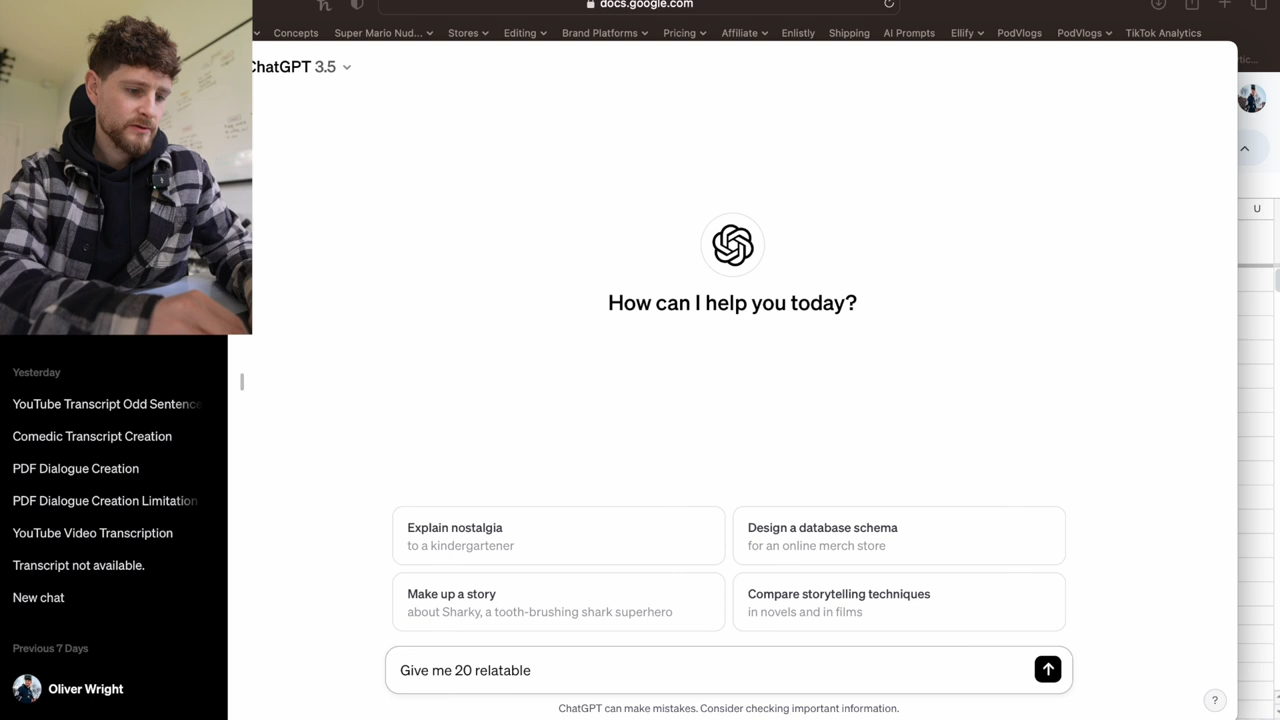 docs.google.com
Concepts
Super Mario Nud...
Stores
Editing
Brand Platforms
Pricing
Affiliate
Enlistly
Shipping
AI Prompts
Ellify
PodVlogs
PodVlogs
TikTok Analytics
ChatGPT 3.5
U
How can I help you today?
Yesterday
YouTube Transcript Odd Sentence
Comedic Transcript Creation
PDF Dialogue Creation
PDF Dialogue Creation Limitation
YouTube Video Transcription
Transcript not available.
New chat
Previous 7 Days
Oliver Wright
Explain nostalgia
to a kindergartener
Design a database schema
for an online merch store
Make up a story
about Sharky, a tooth-brushing shark superhero
Compare storytelling techniques
in novels and in films
Give me 20 relatable
ChatGPT can make mistakes. Consider checking important information.
?